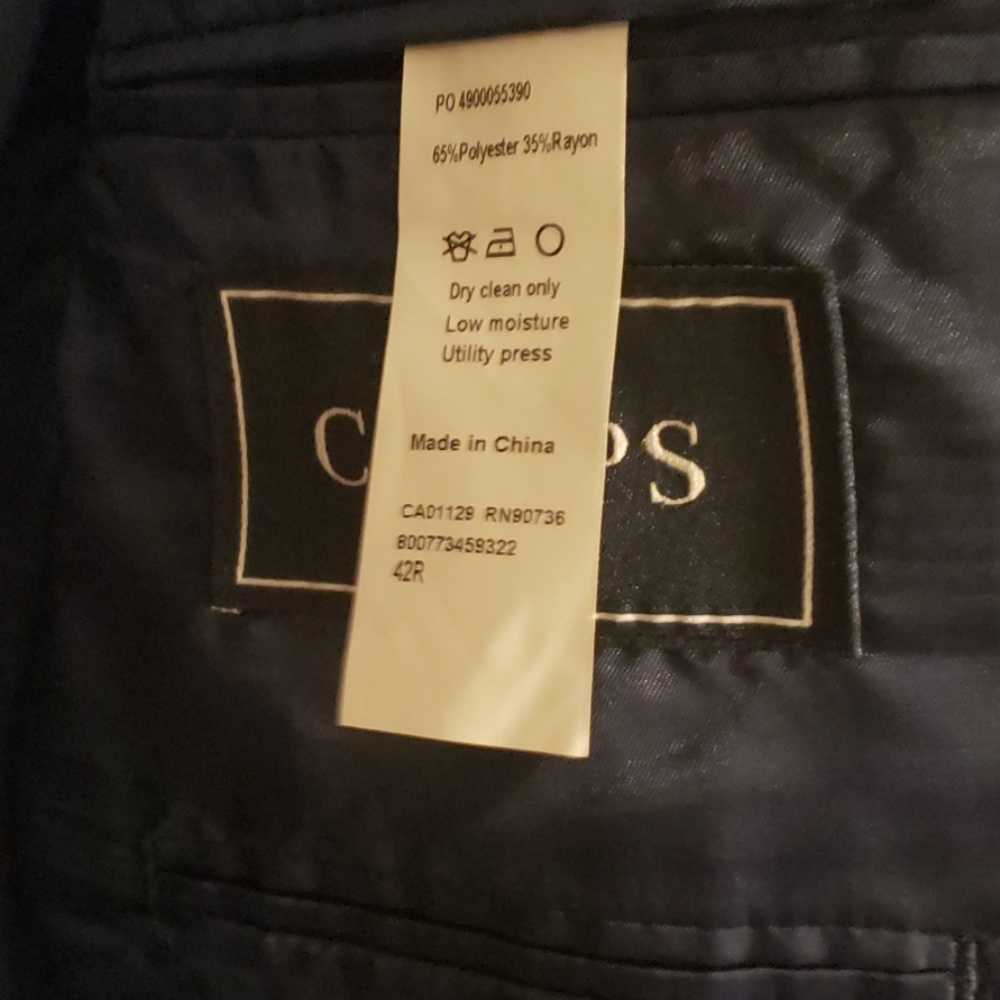 PO 4900055390
65%Polyester 35%Rayon
Dry clean only
Low moisture
Utility press
C PS
Made in China
CA01129 RN90736
800773459322
42R